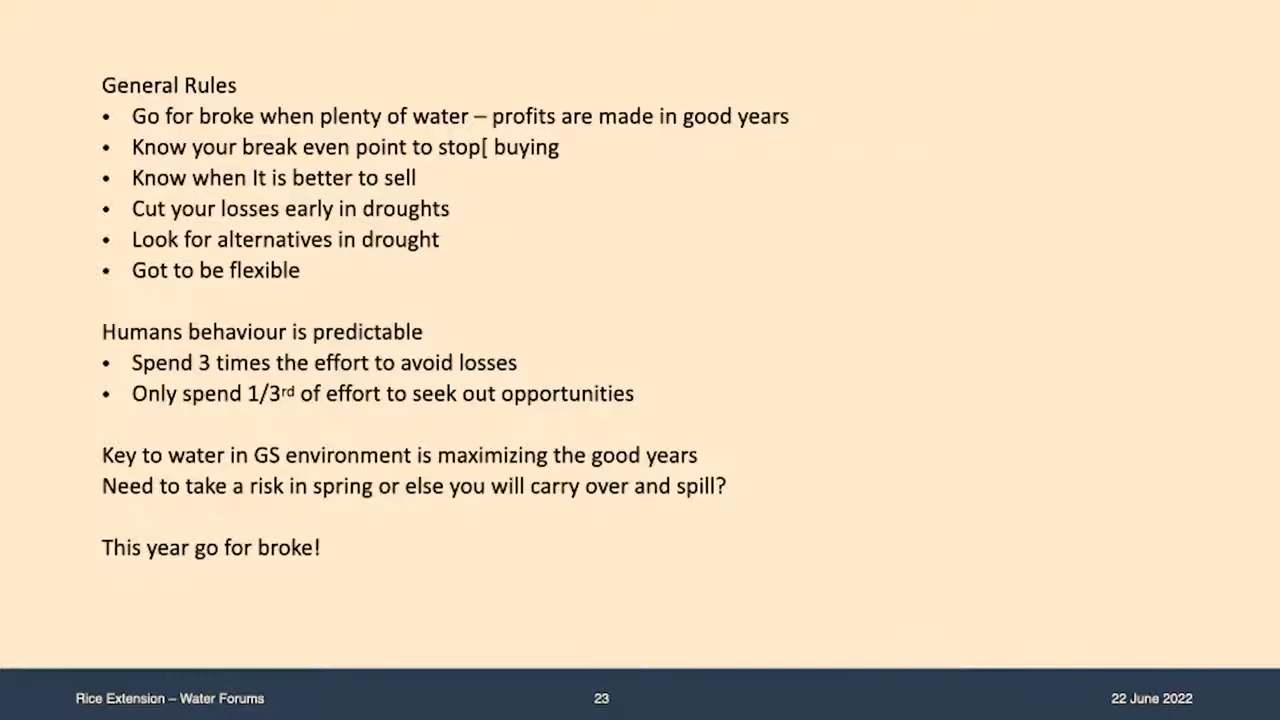 General Rules
• Go for broke when plenty of water – profits are made in good years
• Know your break even point to stop[ buying
• Know when It is better to sell
• Cut your losses early in droughts
• Look for alternatives in drought
• Got to be flexible
Humans behaviour is predictable
• Spend 3 times the effort to avoid losses
• Only spend 1/3rd of effort to seek out opportunities
Key to water in GS environment is maximizing the good years
Need to take a risk in spring or else you will carry over and spill?
This year go for broke!
Rice Extension – Water Forums 23 22 June 2022